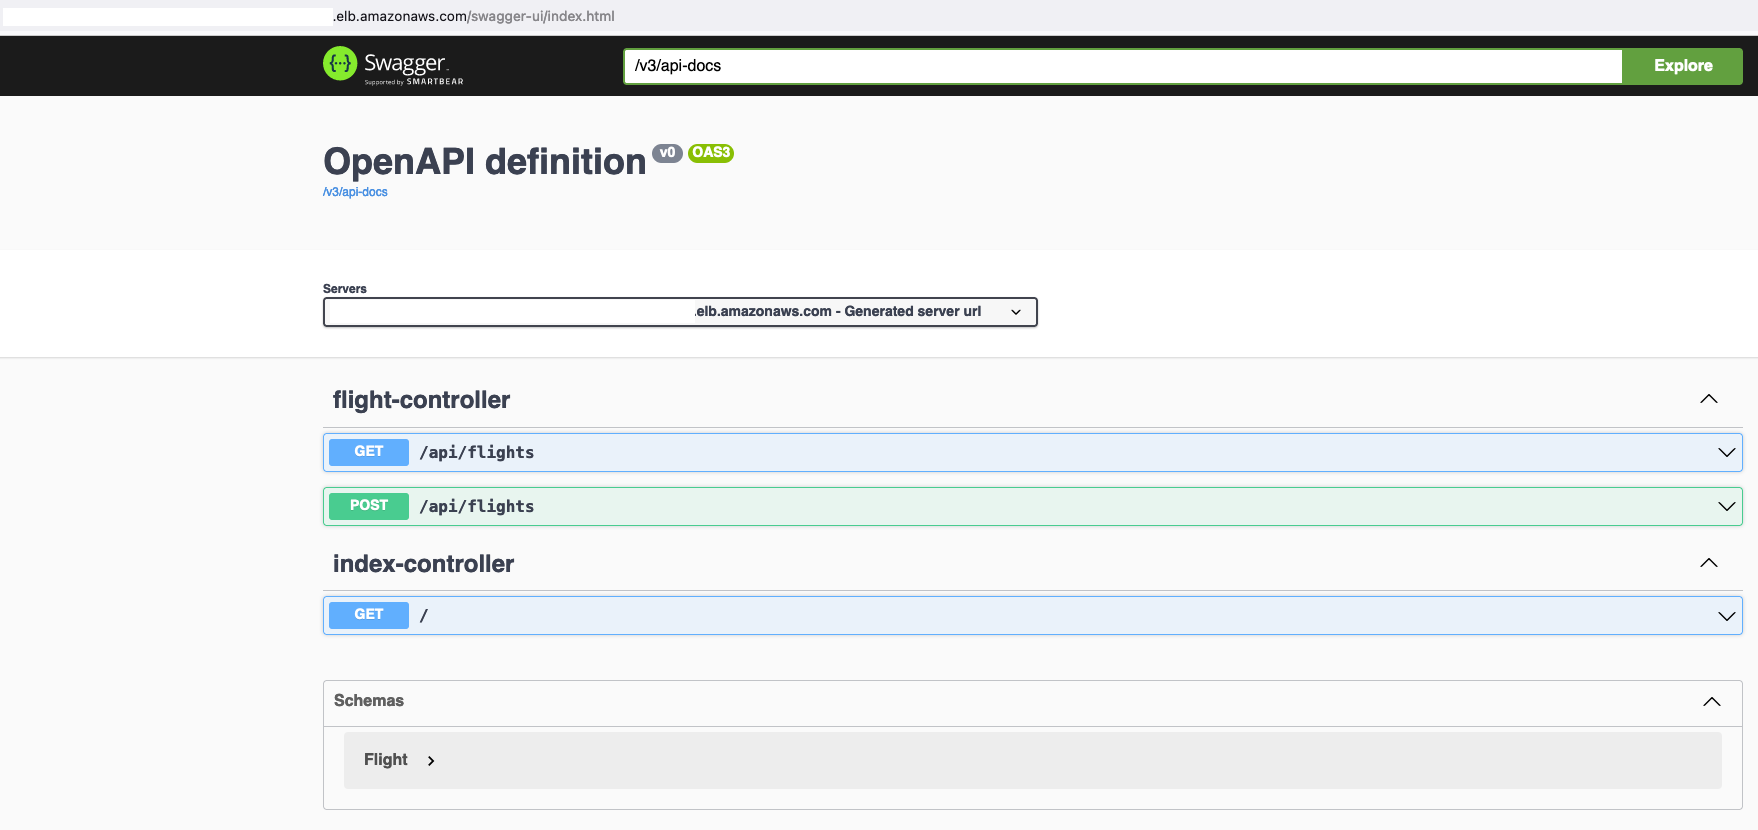 .elb.amazonaws.com/swagger-ui/index.html
{···} Swagger
Supported by SMARTBEAR
/v3/api-docs
Explore
OpenAPI definition v0 OAS3
/v3/api-docs
Servers
.elb.amazonaws.com - Generated server url
flight-controller
GET /api/flights
POST /api/flights
index-controller
GET /
Schemas
Flight